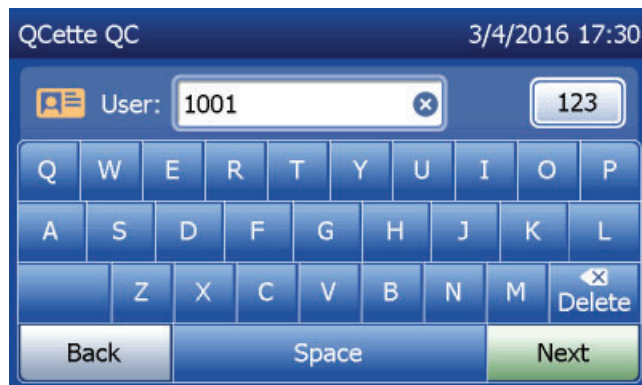 QCette QC 3/4/2016 17:30
User: 1001 123
Q W E R T Y U I O P
A S D F G H J K L
Z X C V B N M Delete
Back Space Next